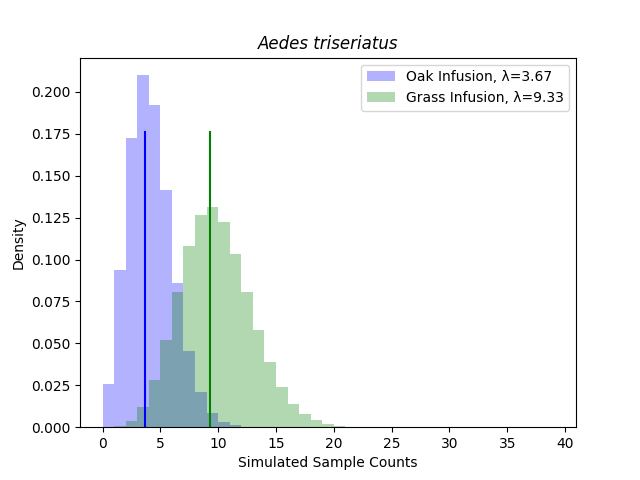 Aedes triseriatus
Oak Infusion, λ=3.67
Grass Infusion, λ=9.33
0.200
0.175
0.150
0.125
0.100
0.075
0.050
0.025
0.000
Density
0 5 10 15 20 25 30 35 40
Simulated Sample Counts